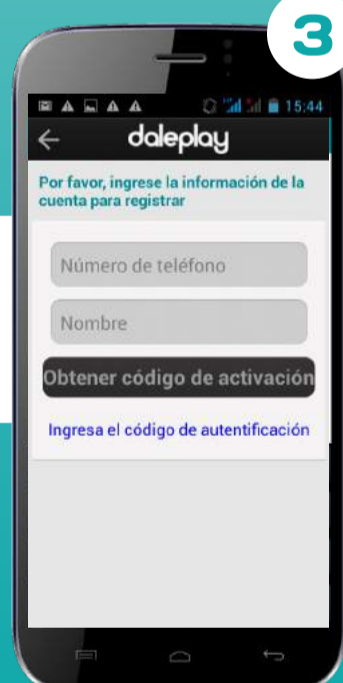 3
15:44
daleplay
Por favor, ingrese la información de la
cuenta para registrar
Número de teléfono
Nombre
Obtener código de activación
Ingresa el código de autentificación